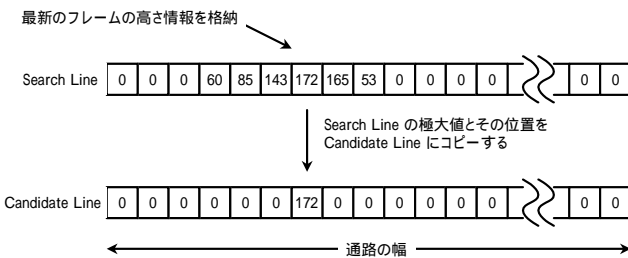 最新のフレームの高さ情報を格納
Search Line 0 0 0 60 85 143 172 165 53 0 0 0 0 0 0
Search Line の極大値とその位置を
Candidate Line にコピーする
Candidate Line 0 0 0 0 0 0 172 0 0 0 0 0 0 0 0
通路の幅